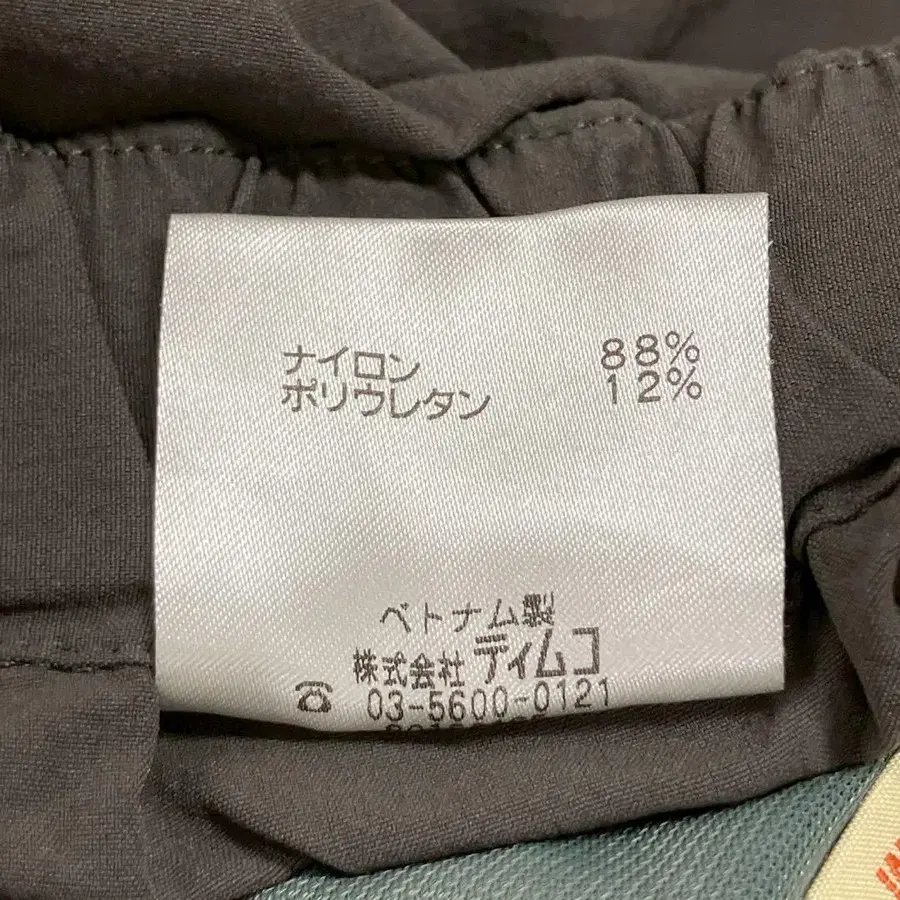 ナイロン 88%
ポリウレタン 12%
ベトナム製
株式会社 ティムコ
☎ 03-5600-0121